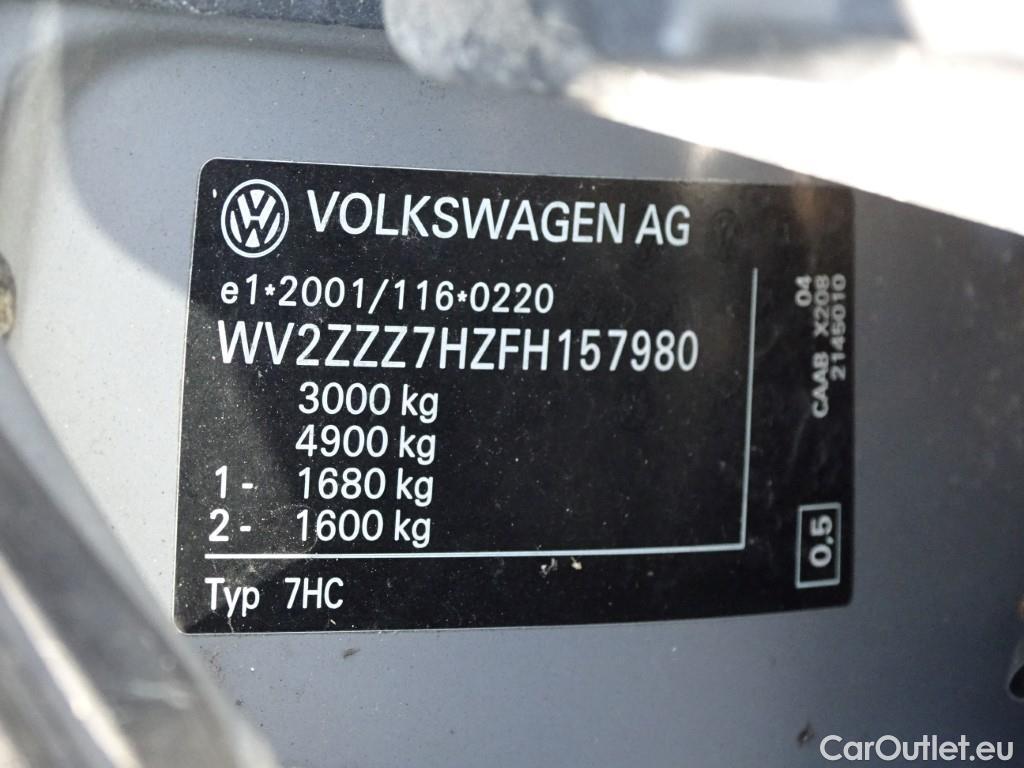 VOLKSWAGEN AG
e1*2001/116*0220
WV2ZZZ7HZFH157980
3000 kg
4900 kg
1- 1680 kg
2- 1600 kg
Typ 7HC
04
CAAB X208
2145010
0.5
CarOutlet.eu